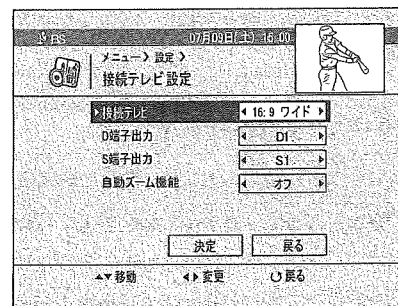 BS 07月09日(土) 16:00
メニュー〉設定〉
接続テレビ設定
接続テレビ 16:9 ワイド
D端子出力 D1
S端子出力 S1
自動ズーム機能 オフ
決定 戻る
▲▼移動 ◀▶変更 戻る